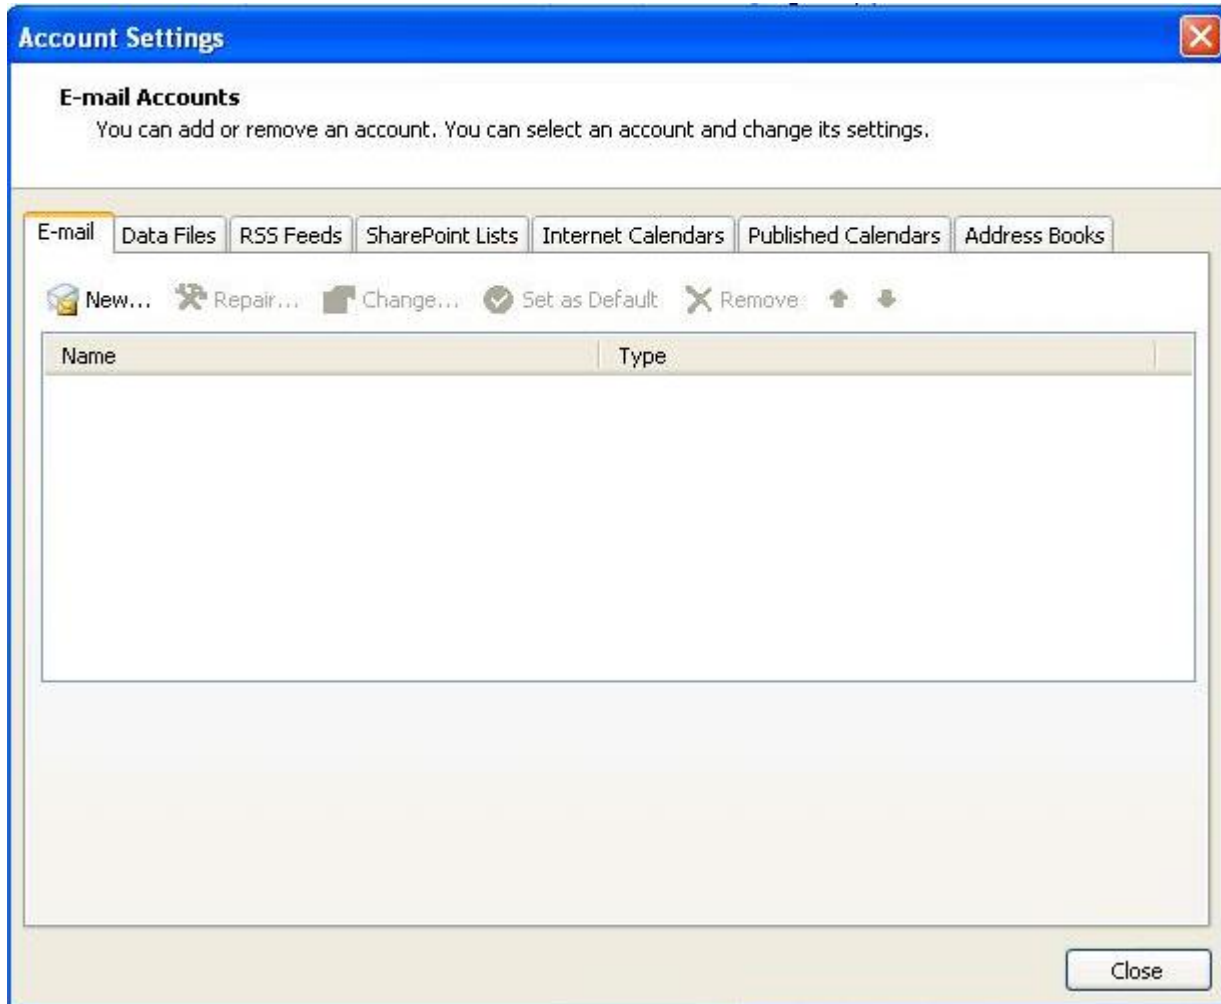 Account Settings
E-mail Accounts
You can add or remove an account. You can select an account and change its settings.
E-mail Data Files RSS Feeds SharePoint Lists Internet Calendars Published Calendars Address Books
New... Repair... Change... Set as Default Remove
Name Type
Close